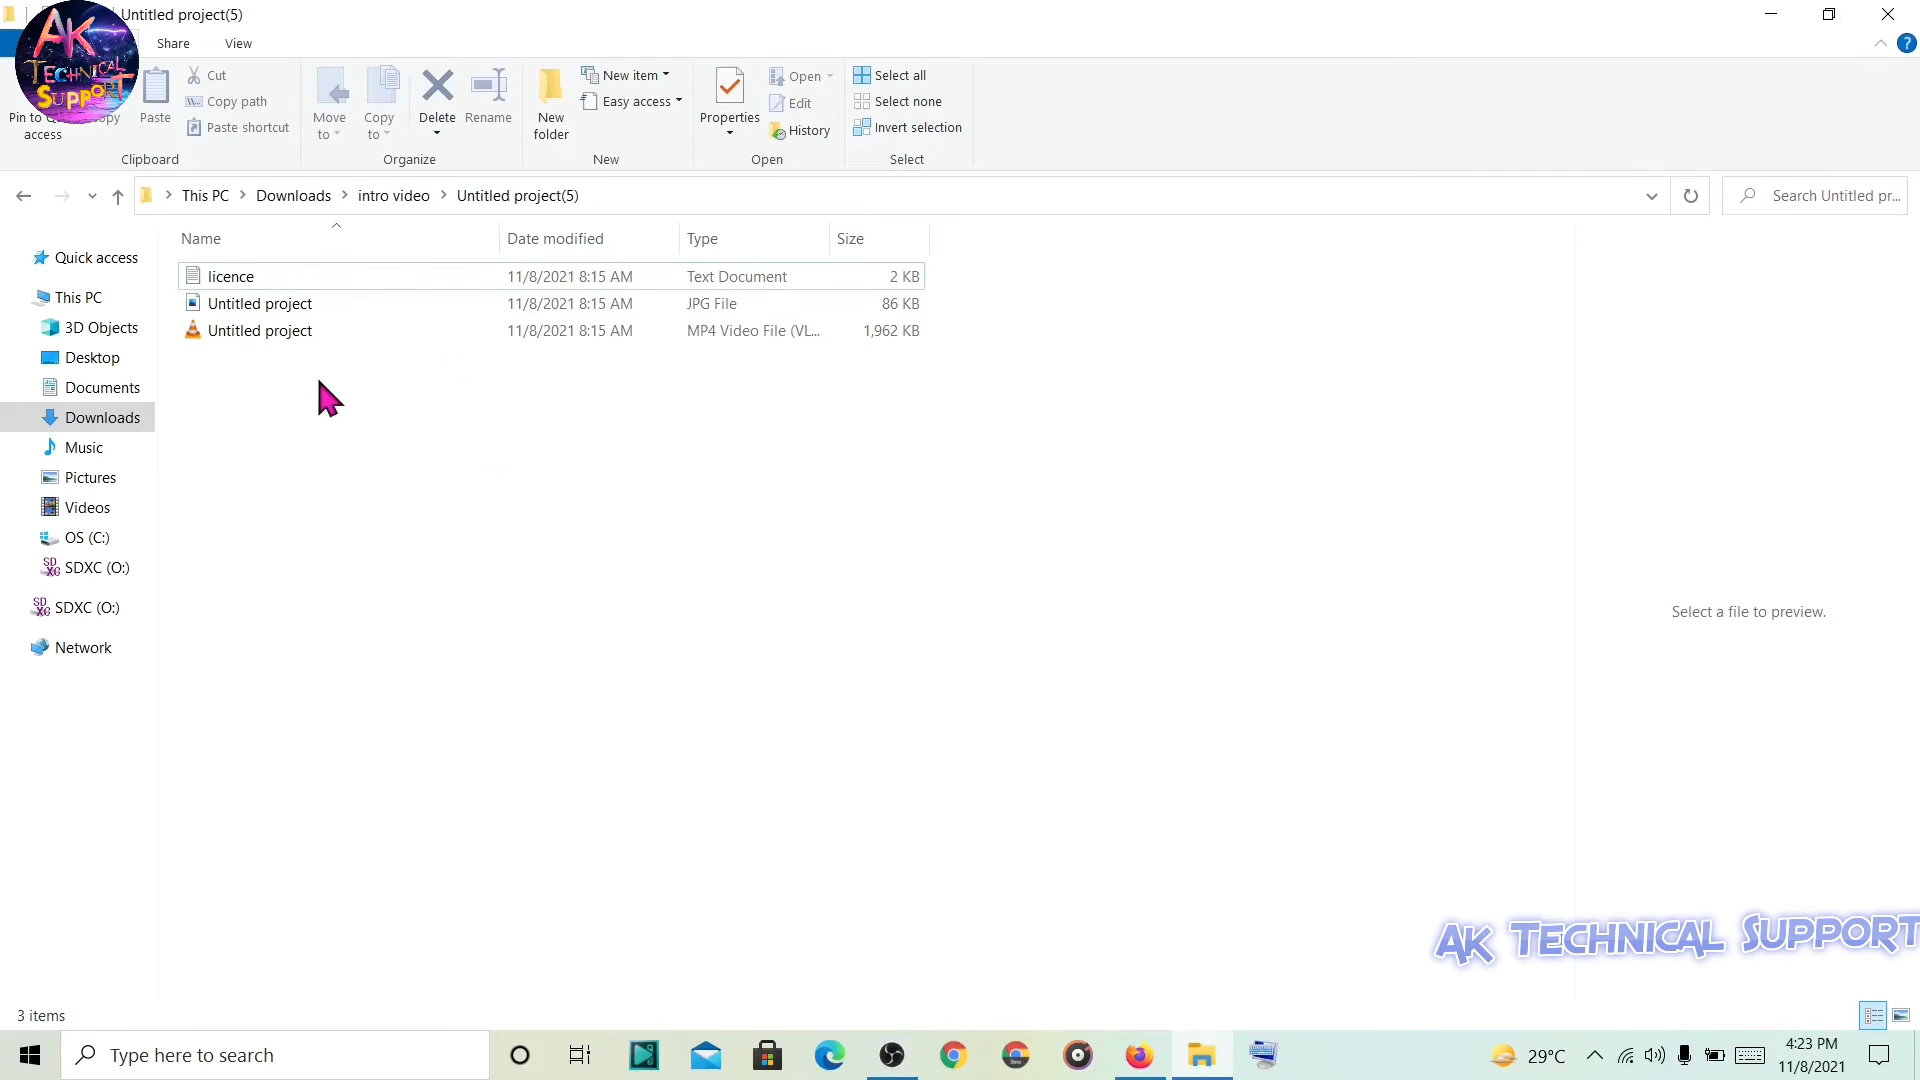 Untitled project(5)
AK
TECHNICAL
SUPPORT
Share
View
Pin to Q
access
Paste
Cut
Copy path
Paste shortcut
Clipboard
Move
to
Copy
to
Delete
Rename
Organize
New
folder
New item
Easy access
New
Properties
Open
Edit
History
Open
Select all
Select none
Invert selection
Select
This PC
Downloads
intro video
Untitled project(5)
Search Untitled pr...
Name
Date modified
Type
Size
licence 11/8/2021 8:15 AM Text Document 2 KB
Untitled project 11/8/2021 8:15 AM JPG File 86 KB
Untitled project 11/8/2021 8:15 AM MP4 Video File (VL... 1,962 KB
Quick access
This PC
3D Objects
Desktop
Documents
Downloads
Music
Pictures
Videos
OS (C:)
SDXC (O:)
SDXC (O:)
Network
Select a file to preview.
AK TECHNICAL SUPPORT
3 items
Type here to search
29°C
4:23 PM
11/8/2021